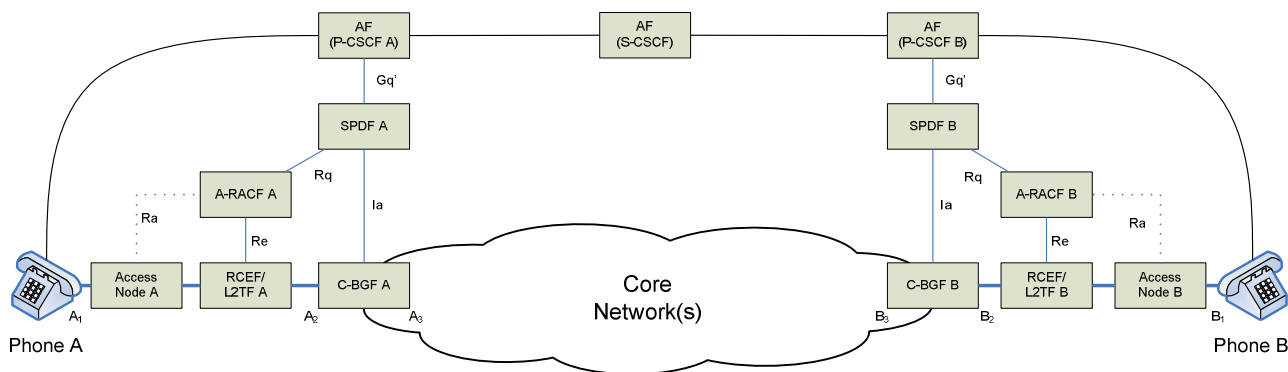 AF
(P-CSCF A)
AF
(S-CSCF)
AF
(P-CSCF B)
Gq'
Gq'
SPDF A
SPDF B
Rq
Rq
A-RACF A
Ia
Ia
A-RACF B
Ra
Ra
Re
Re
Access
Node A
RCEF/
L2TF A
C-BGF A
Core
Network(s)
C-BGF B
RCEF/
L2TF B
Access
Node B
A₁
A₂
A₃
B₃
B₂
B₁
Phone A
Phone B